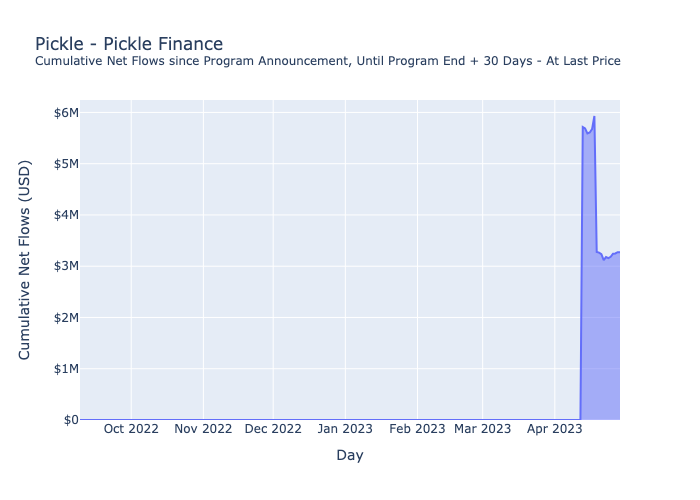 Pickle - Pickle Finance
Cumulative Net Flows since Program Announcement, Until Program End + 30 Days - At Last Price
Cumulative Net Flows (USD)
$6M
$5M
$4M
$3M
$2M
$1M
$0
Oct 2022 Nov 2022 Dec 2022 Jan 2023 Feb 2023 Mar 2023 Apr 2023
Day